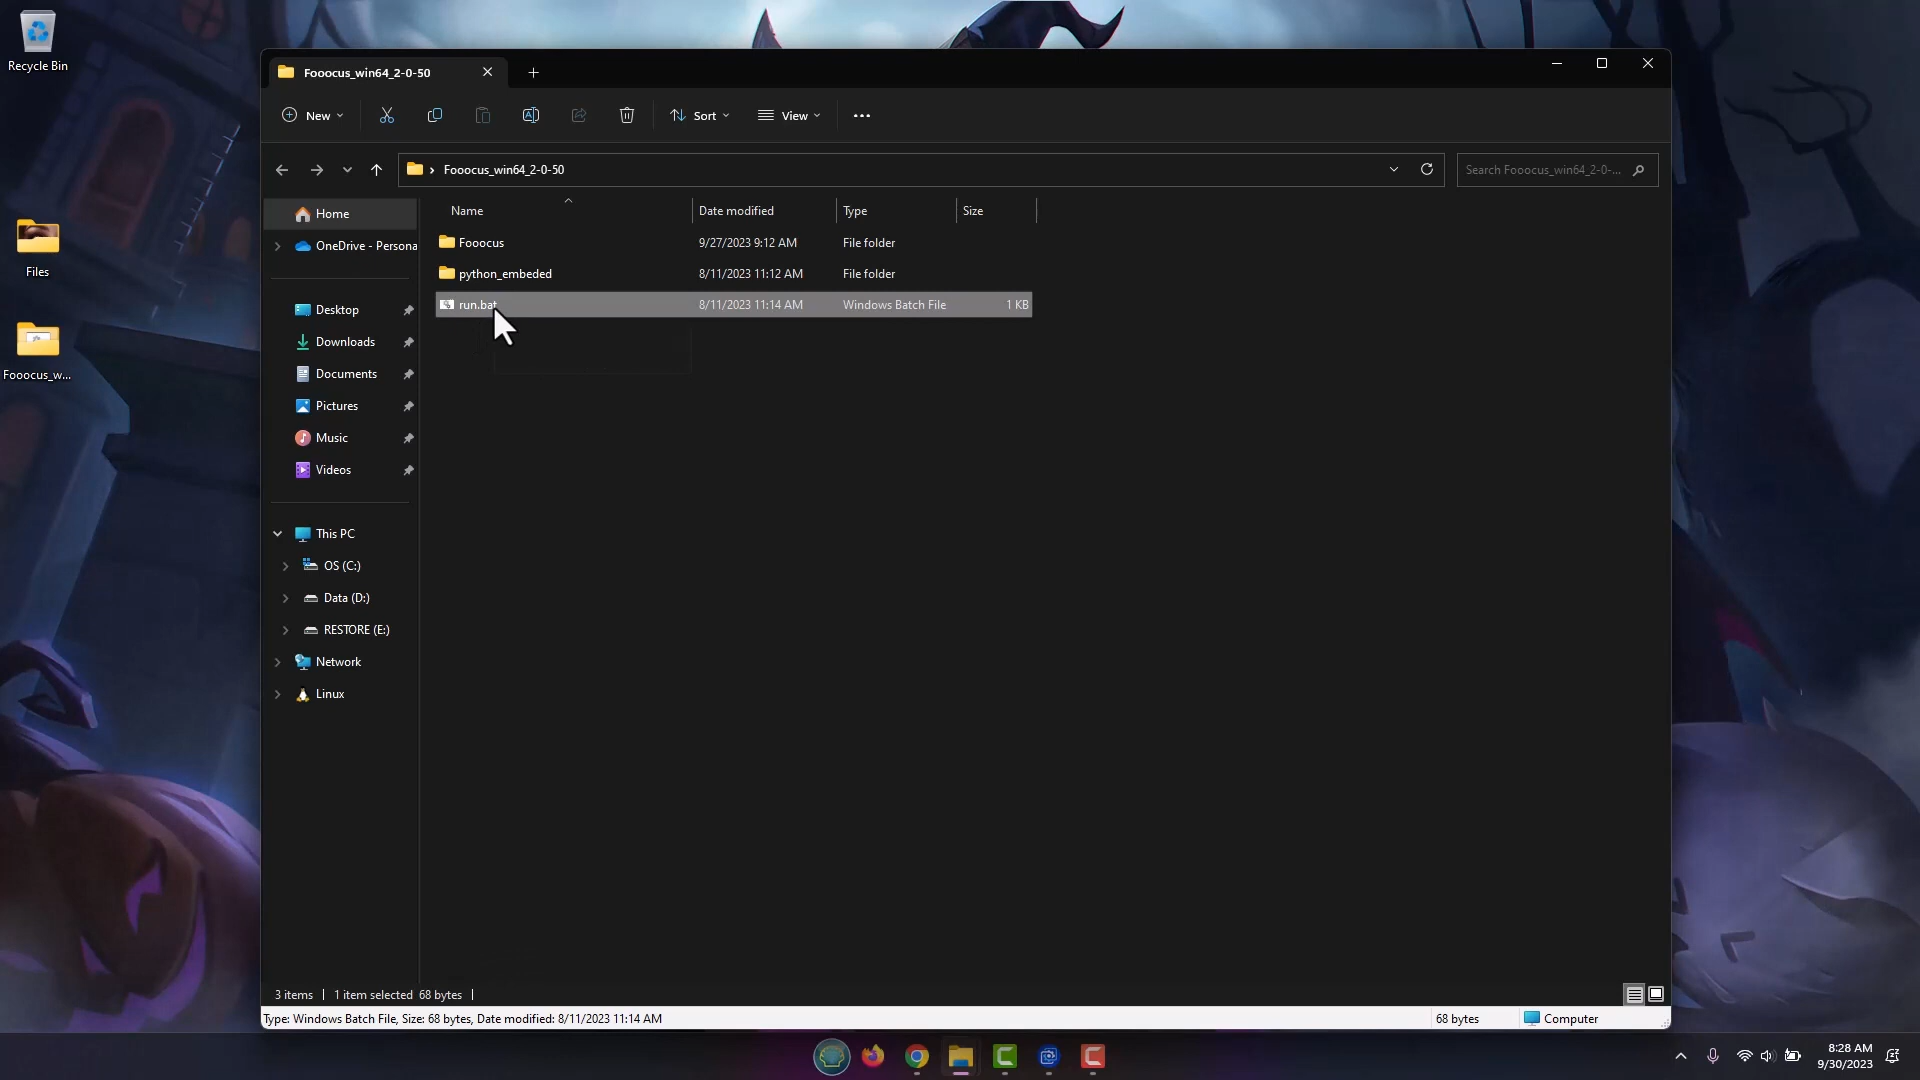 Recycle Bin
Files
Fooocus_w...
Fooocus_win64_2-0-50
New
Sort
View
Fooocus_win64_2-0-50
Search Fooocus_win64_2-0-...
Home
OneDrive - Persona
Desktop
Downloads
Documents
Pictures
Music
Videos
This PC
OS (C:)
Data (D:)
RESTORE (E:)
Network
Linux
Name Date modified Type Size
Fooocus 9/27/2023 9:12 AM File folder
python_embeded 8/11/2023 11:12 AM File folder
run.bat 8/11/2023 11:14 AM Windows Batch File 1 KB
3 items 1 item selected 68 bytes
Type: Windows Batch File, Size: 68 bytes, Date modified: 8/11/2023 11:14 AM 68 bytes Computer
8:28 AM
9/30/2023